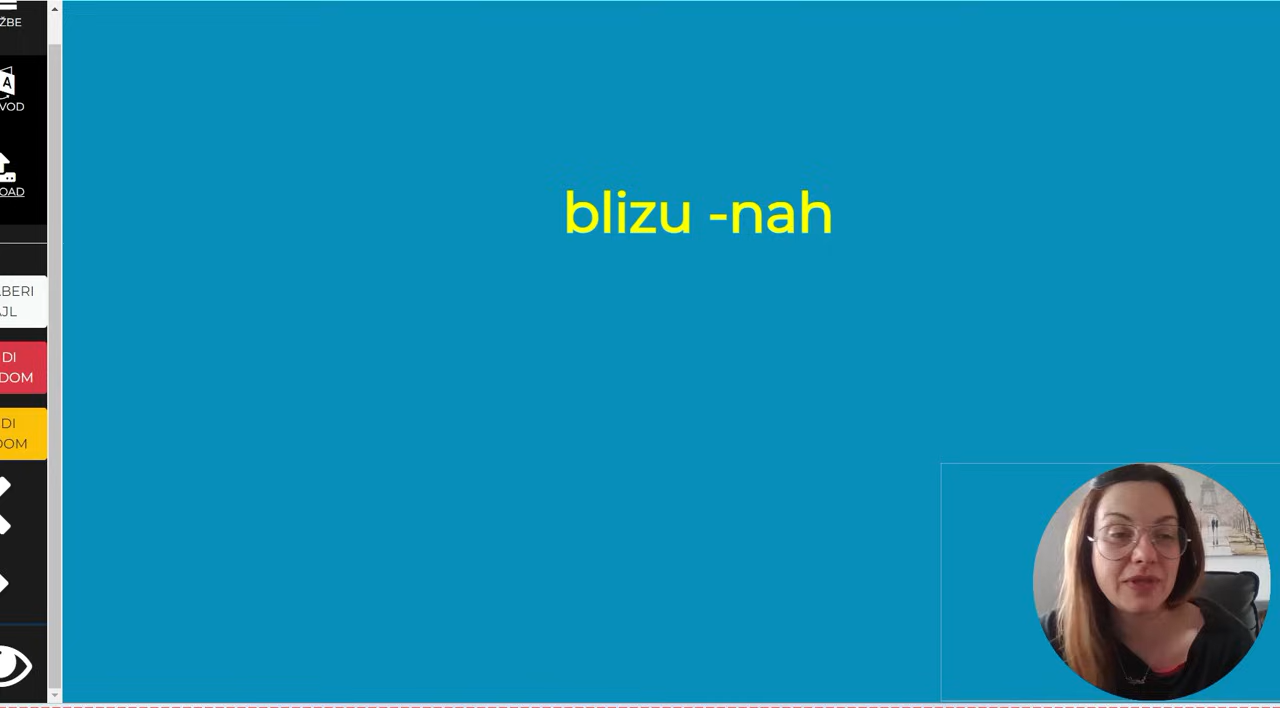 ŽBE
A
VOD
OAD
BERI
JL
DI
DOM
DI
DOM
blizu -nah